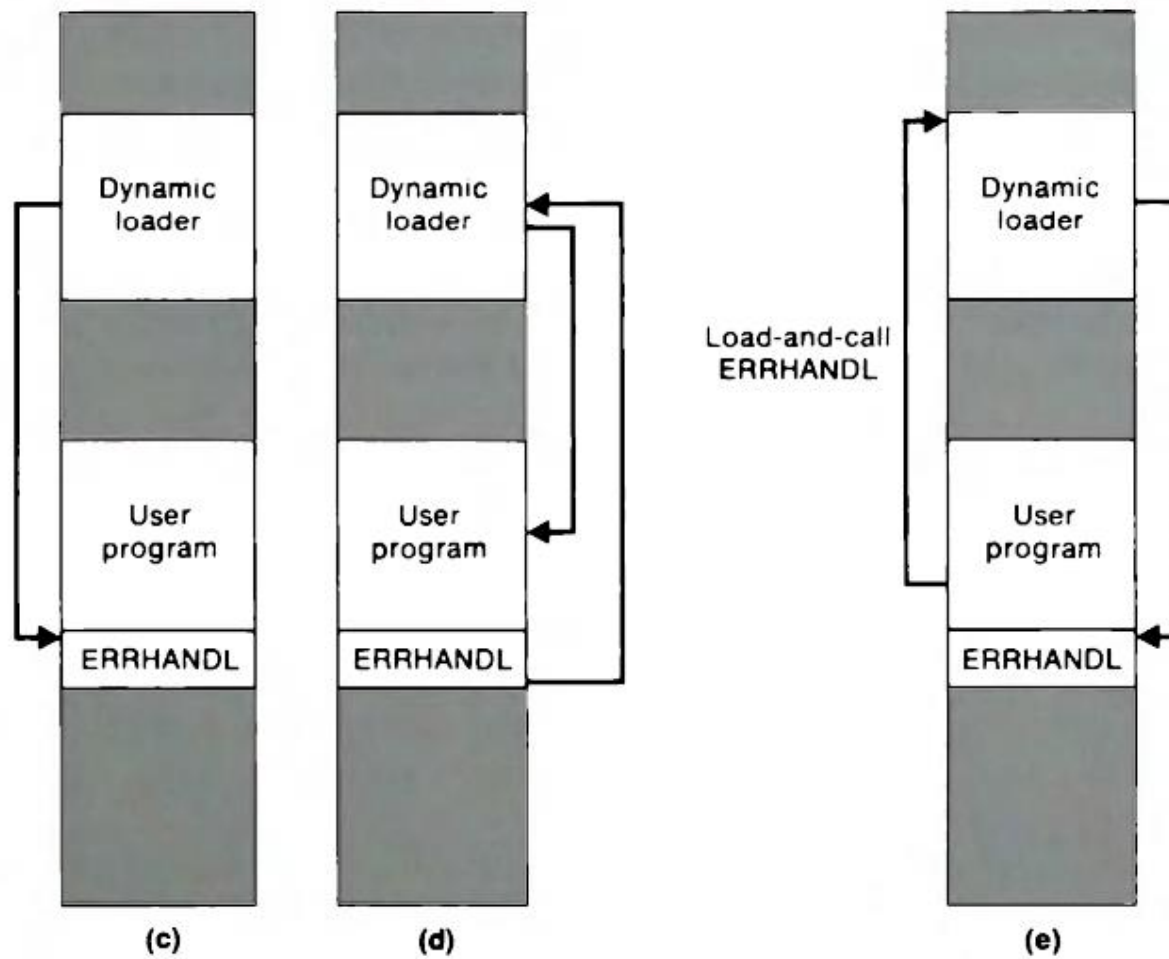 Dynamic
loader
User
program
ERRHANDL
(c)
Dynamic
loader
User
program
ERRHANDL
(d)
Load-and-call
ERRHANDL
Dynamic
loader
User
program
ERRHANDL
(e)